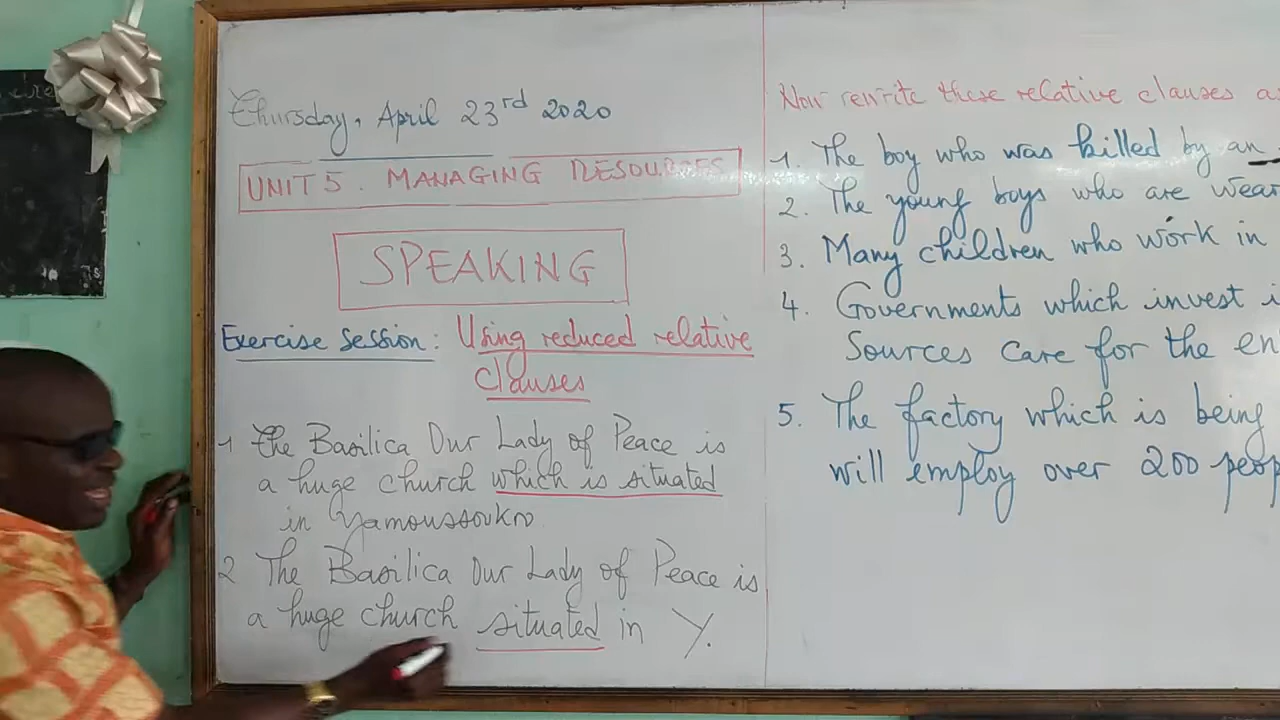 Thursday, April 23rd 2020
UNIT 5. MANAGING RESOURCES
SPEAKING
Exercise session: Using reduced relative
clauses
1 The Basilica Our Lady of Peace is
a huge church which is situated
in Yamoussoukro
2 The Basilica Our Lady of Peace is
a huge church situated in Y.
Now rewrite these relative clauses
1. The boy who was killed by an
2. The young boys who are wear
3. Many children who work in
4. Governments which invest i
Sources care for the en
5. The factory which is being
will employ over 200 peop